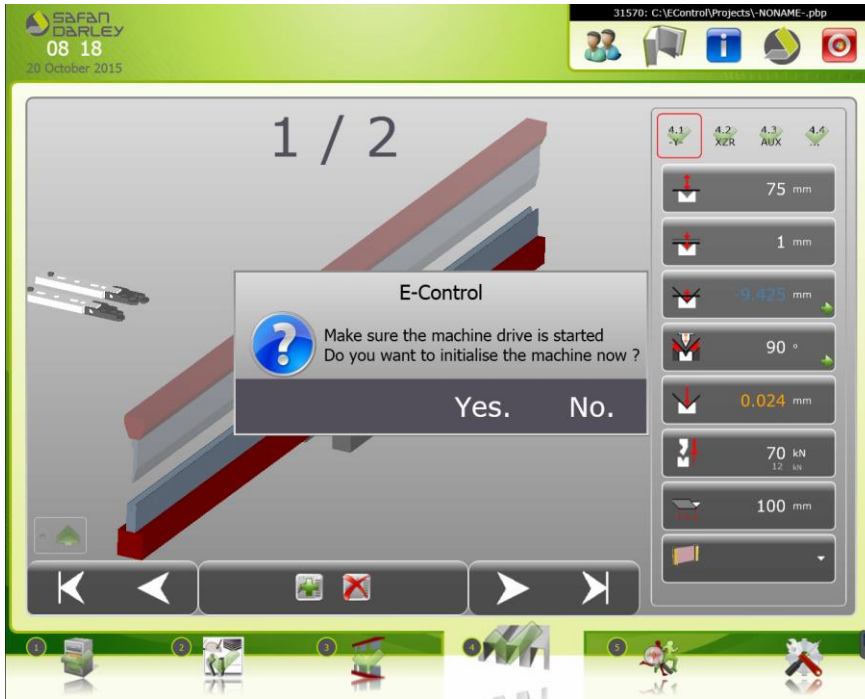 SAFAN
DARLEY
08 18
20 October 2015
31570: C:\EControl\Projects\-NONAME-.pbp
1 / 2
4.1
-Y-
4.2
XZR
4.3
AUX
4.4
...
75 mm
1 mm
-9.425 mm
90 °
0.024 mm
70 kN
12 kN
100 mm
E-Control
Make sure the machine drive is started
Do you want to initialise the machine now ?
Yes. No.
1
2
3
4
5